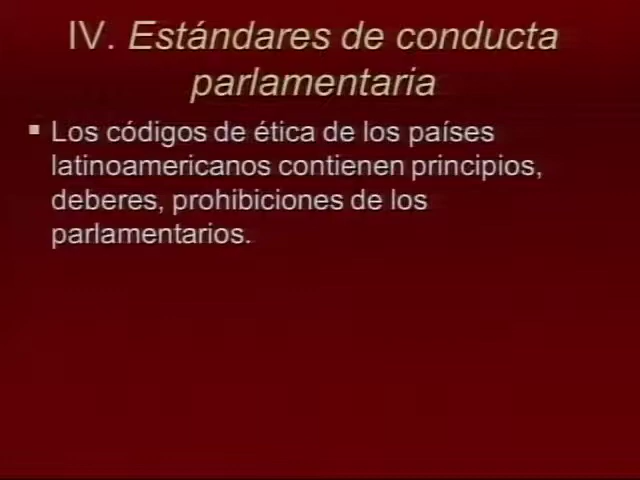 IV. Estándares de conducta
parlamentaria
Los códigos de ética de los países
latinoamericanos contienen principios,
deberes, prohibiciones de los
parlamentarios.